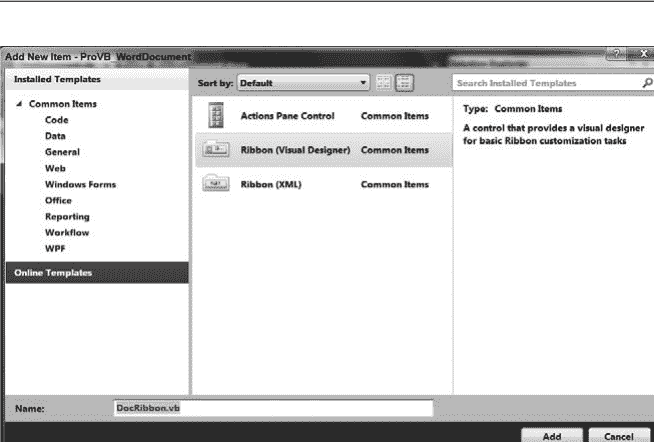 Add New Item - ProVB_WordDocument
Installed Templates
Common Items
Code
Data
General
Web
Windows Forms
Office
Reporting
Workflow
WPF
Online Templates
Sort by: Default
Actions Pane Control Common Items
Ribbon (Visual Designer) Common Items
Ribbon (XML) Common Items
Search Installed Templates
Type: Common Items
A control that provides a visual designer
for basic Ribbon customization tasks
Name: DocRibbon.vb
Add Cancel